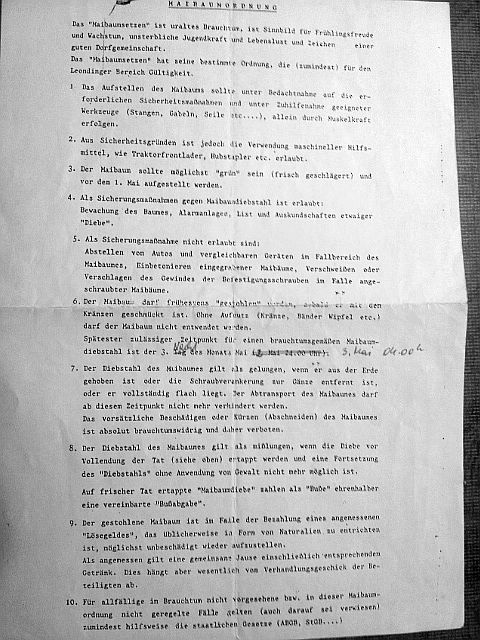 MAIBAUMORDNUNG
Das "Maibaumsetzen" ist uraltes Brauchtum, ist Sinnbild für Frühlingsfreude
und Wachstum, unsterbliche Jugendkraft und Lebenslust und Zeichen einer
guten Dorfgemeinschaft.
Das "Maibaumsetzen" hat seine bestimmte Ordnung, die (zumindest) für den
Leondinger Bereich Gültigkeit.
1 Das Aufstellen des Maibaums sollte unter Bedachtnahme auf die er-
forderlichen Sicherheitsmaßnahmen und unter Zuhilfenahme geeigneter
Werkzeuge (Stangen, Gabeln, Seile etc....), allein durch Muskelkraft
erfolgen.
2. Aus Sicherheitsgründen ist jedoch die Verwendung maschineller Hilfs-
mittel, wie Traktorfrontlader, Hubstapler etc. erlaubt.
3. Der Maibaum sollte möglichst "grün" sein (frisch geschlägert) und
vor dem 1. Mai aufgestellt werden.
4. Als Sicherungsmaßnahmen gegen Maibaumdiebstahl ist erlaubt:
Bewachung des Baumes, Alarmanlagen, List und Auskundschaften etwaiger
"Diebe".
5. Als Sicherungsmaßnahme nicht erlaubt sind:
Abstellen von Autos und vergleichbaren Geräten im Fallbereich des
Maibaumes, Einbetonieren eingegrabener Maibäume, Verschweißen oder
Verschlagen des Gewindes der Befestigungsschrauben im Falle ange-
schraubter Maibäume.
6. Der Maibaum darf frühestens "gestohlen" werden, sobald er mit den
Kränzen geschmückt ist. Ohne Aufputz (Kränze, Bänder Wipfel etc.)
darf der Maibaum nicht entwendet werden.
Spätester zulässiger Zeitpunkt für einen brauchtumsgemäßen Maibaum-
diebstahl ist der 3. Tag des Monats Mai Mai 24.00 Uhr). 3. Mai 04.00h
7. Der Diebstahl des Maibaumes gilt als gelungen, wenn er aus der Erde
gehoben ist oder die Schraubverankerung zur Gänze entfernt ist,
oder er vollständig flach liegt. Der Abtransport des Maibaumes darf
ab diesem Zeitpunkt nicht mehr verhindert werden.
Das vorsätzliche Beschädigen oder Kürzen (Abschneiden) des Maibaumes
ist absolut brauchtumswidrig und daher verboten.
8. Der Diebstahl des Maibaumes gilt als mißlungen, wenn die Diebe vor
Vollendung der Tat (siehe oben) ertappt werden und eine Fortsetzung
des "Diebstahls" ohne Anwendung von Gewalt nicht mehr möglich ist.
Auf frischer Tat ertappte "Maibaumdiebe" zahlen als "Buße" ehrenhalber
eine vereinbarte "Bußabgabe".
9. Der gestohlene Maibaum ist im Falle der Bezahlung eines angemessenen
"Lösegeldes", das üblicherweise in Form von Naturalien zu entrichten
ist, möglichst unbeschädigt wieder aufzustellen.
Als angemessen gilt eine gemeinsame Jause einschließlich entsprechenden
Getränk. Dies hängt aber wesentlich vom Verhandlungsgeschick der Be-
teiligten ab.
10. Für allfällige im Brauchtum nicht vorgesehene bzw. in dieser Maibaum-
ordnung nicht geregelte Fälle gelten (auch darauf sei verwiesen)
zumindest hilfsweise die staatlichen Gesetze (ABGB, StGB....)